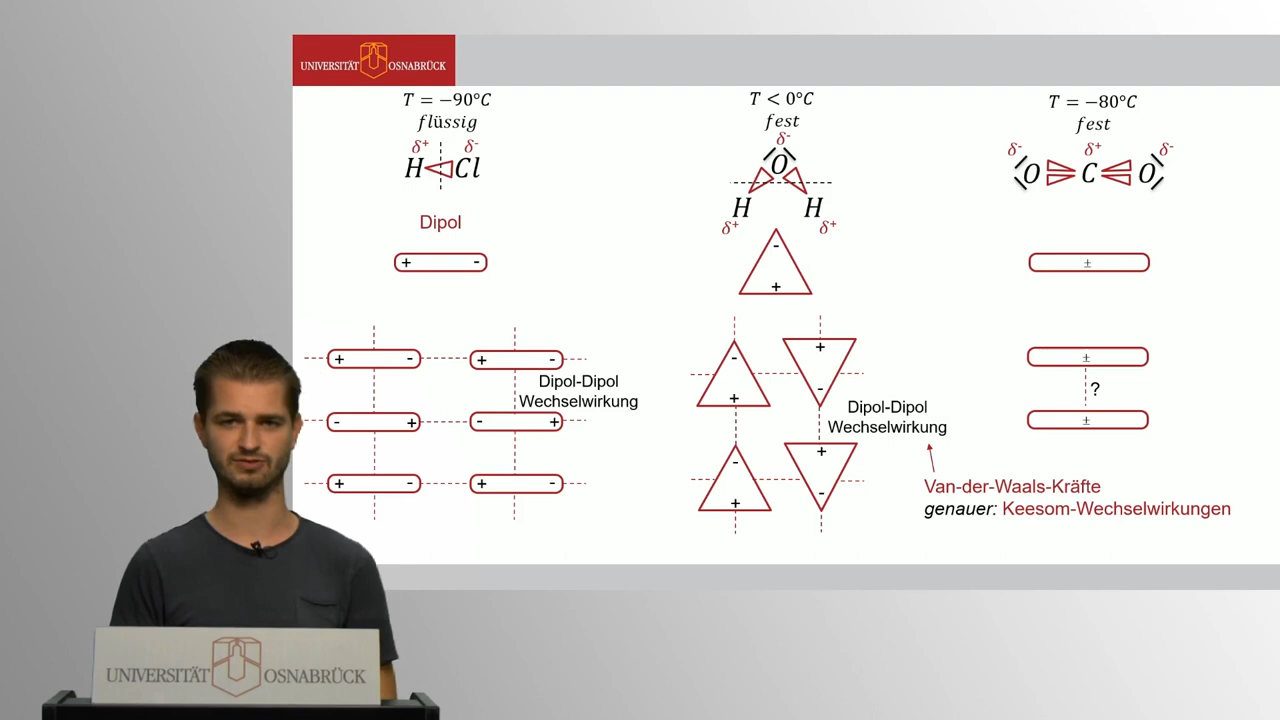 UNIVERSITÄT OSNABRÜCK
T = −90°C
flüssig
δ+ δ-
H Cl
Dipol
+ -
+ - + -
Dipol-Dipol
Wechselwirkung
- + - +
+ - + -
T < 0°C
fest
δ-
O
H H
δ+ δ+
-
+
- +
+ -
Dipol-Dipol
Wechselwirkung
- +
+ -
Van-der-Waals-Kräfte
genauer: Keesom-Wechselwirkungen
T = −80°C
fest
δ- δ+ δ-
O C O
±
±
?
±
UNIVERSITÄT OSNABRÜCK